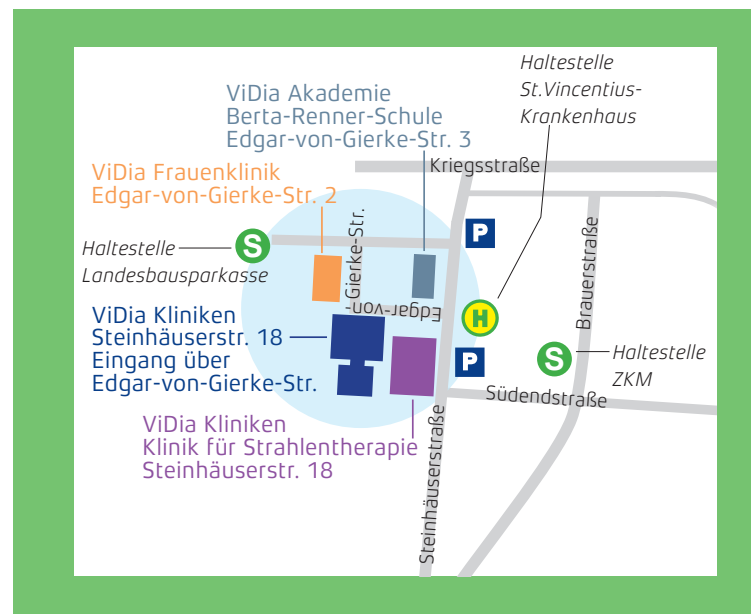 Haltestelle
St.Vincentius-
Krankenhaus
ViDia Akademie
Berta-Renner-Schule
Edgar-von-Gierke-Str. 3
Kriegsstraße
ViDia Frauenklinik
Edgar-von-Gierke-Str. 2
P
Haltestelle
Landesbausparkasse
S
Edgar-von-
Gierke-Str.
Brauerstraße
H
ViDia Kliniken
Steinhäuserstr. 18
Eingang über
Edgar-von-Gierke-Str.
P
S
Haltestelle
ZKM
Südendstraße
ViDia Kliniken
Klinik für Strahlentherapie
Steinhäuserstr. 18
Steinhäuserstraße